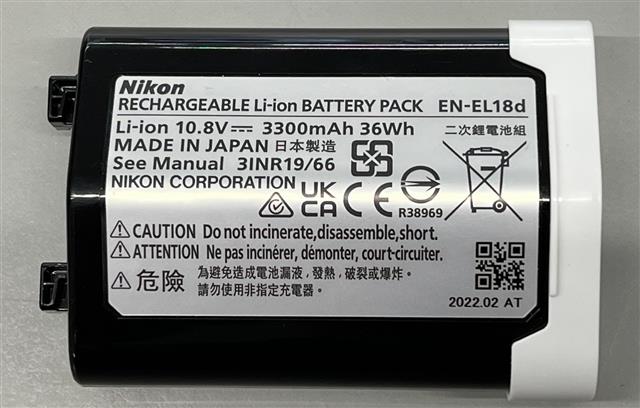 Nikon
RECHARGEABLE Li-ion BATTERY PACK EN-EL18d
Li-ion 10.8V⎓ 3300mAh 36Wh 二次鋰電池組
MADE IN JAPAN 日本製造
See Manual 3INR19/66
NIKON CORPORATION UK CA CE R38969
CAUTION Do not incinerate,disassemble,short.
ATTENTION Ne pas incinérer, démonter, court-circuiter.
危險 為避免造成電池漏液，發熱，破裂或爆炸。
請勿使用非指定充電器。
2022.02 AT